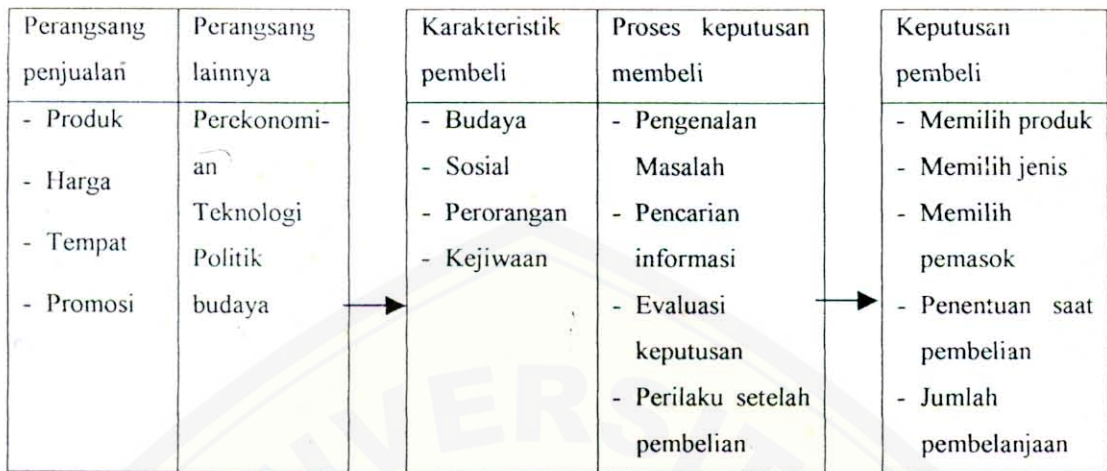 Perangsang
penjualan
- Produk
- Harga
- Tempat
- Promosi
Perangsang
lainnya
Perekonomi-
an
Teknologi
Politik
budaya
Karakteristik
pembeli
- Budaya
- Sosial
- Perorangan
- Kejiwaan
Proses keputusan
membeli
- Pengenalan
Masalah
- Pencarian
informasi
- Evaluasi
keputusan
- Perilaku setelah
pembelian
Keputusan
pembeli
- Memilih produk
- Memilih jenis
- Memilih
pemasok
- Penentuan saat
pembelian
- Jumlah
pembelanjaan